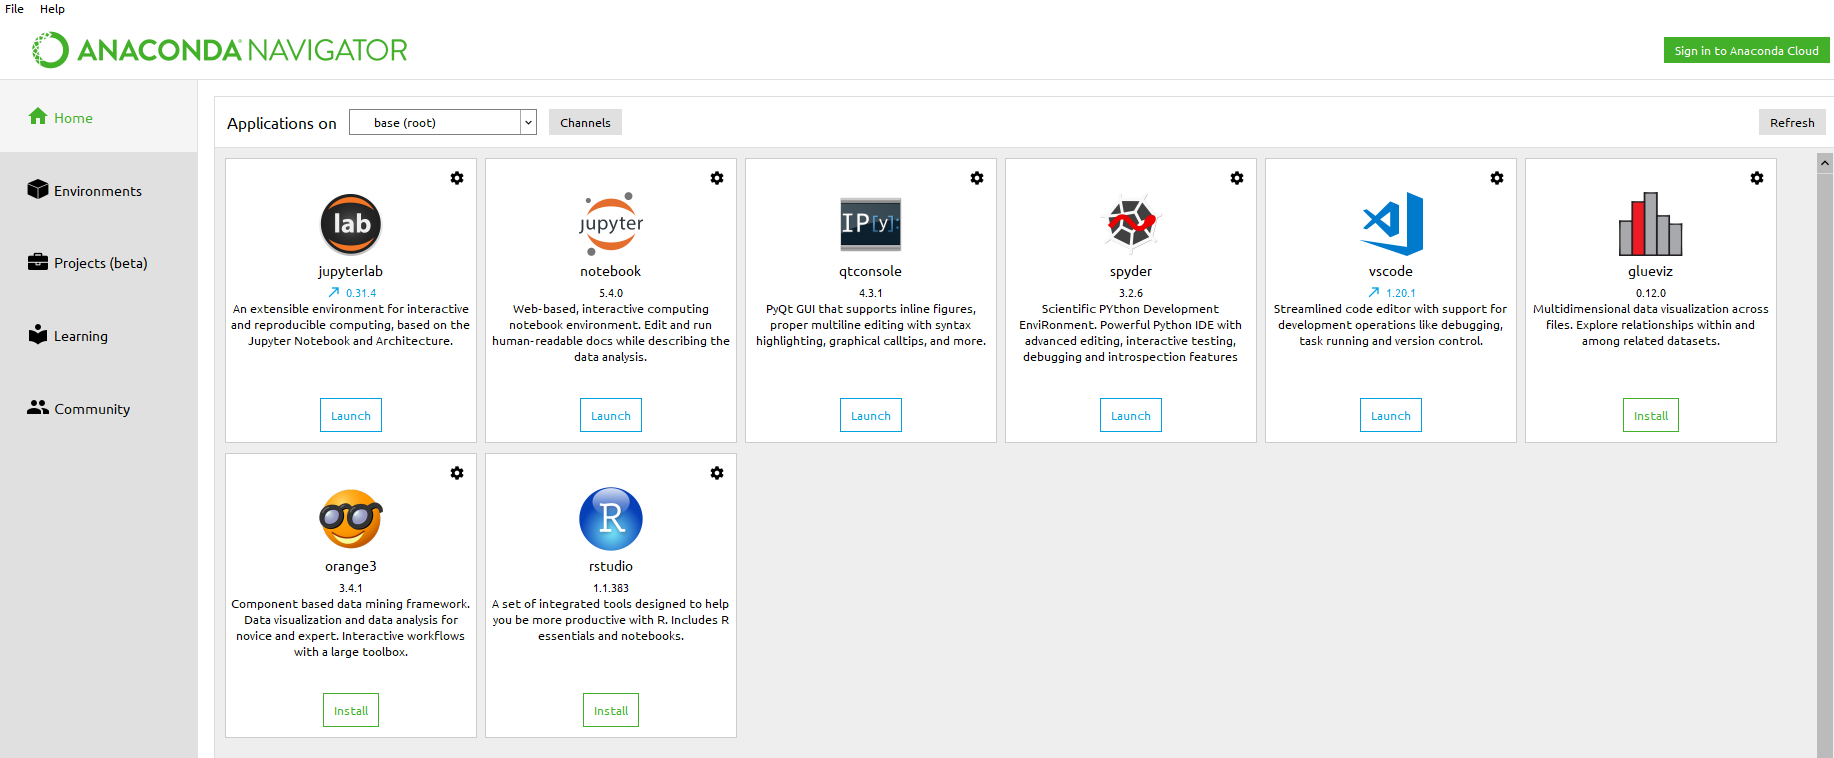 File Help
ANACONDA NAVIGATOR
Sign in to Anaconda Cloud
Home
Environments
Projects (beta)
Learning
Community
Applications on base (root) Channels Refresh
lab
jupyterlab
0.31.4
An extensible environment for interactive
and reproducible computing, based on the
Jupyter Notebook and Architecture.
Launch
jupyter
notebook
5.4.0
Web-based, interactive computing
notebook environment. Edit and run
human-readable docs while describing the
data analysis.
Launch
IP[y]:
qtconsole
4.3.1
PyQt GUI that supports inline figures,
proper multiline editing with syntax
highlighting, graphical calltips, and more.
Launch
spyder
3.2.6
Scientific PYthon Development
EnviRonment. Powerful Python IDE with
advanced editing, interactive testing,
debugging and introspection features
Launch
vscode
1.20.1
Streamlined code editor with support for
development operations like debugging,
task running and version control.
Launch
glueviz
0.12.0
Multidimensional data visualization across
files. Explore relationships within and
among related datasets.
Install
orange3
3.4.1
Component based data mining framework.
Data visualization and data analysis for
novice and expert. Interactive workflows
with a large toolbox.
Install
R
rstudio
1.1.383
A set of integrated tools designed to help
you be more productive with R. Includes R
essentials and notebooks.
Install